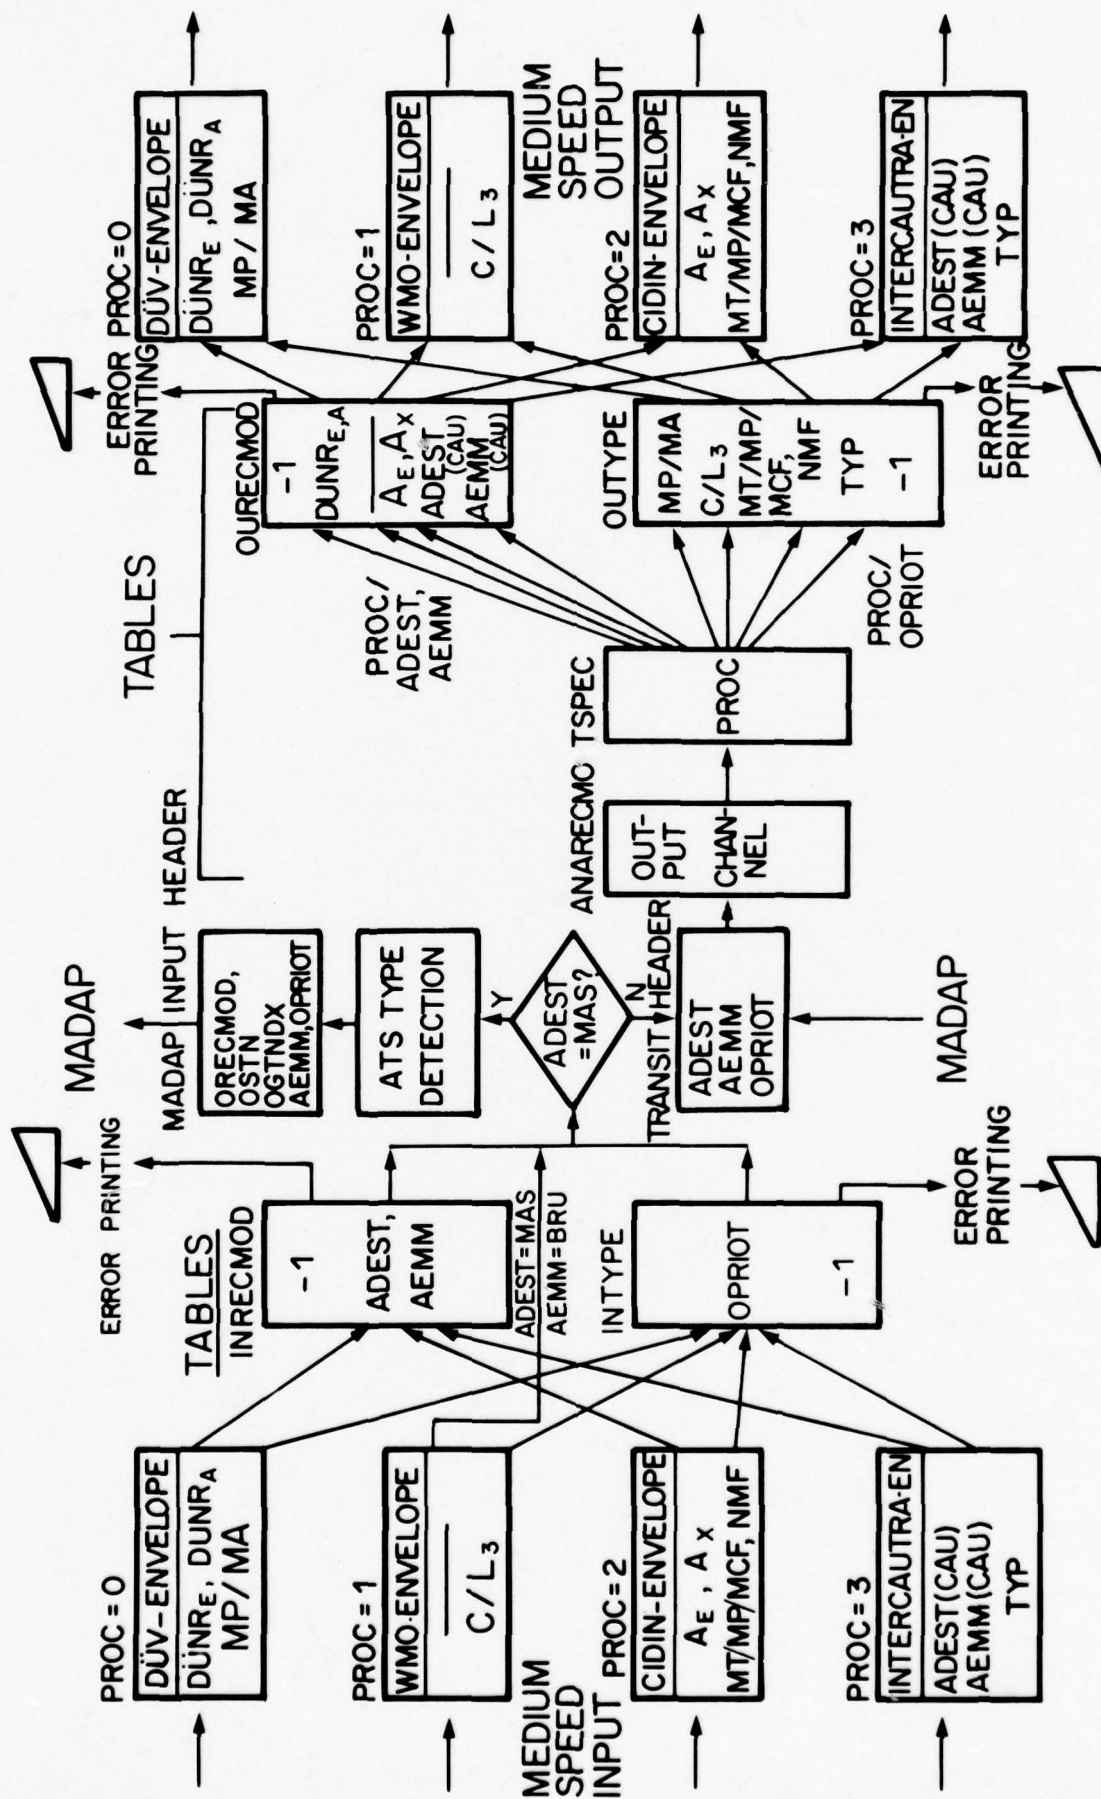 MEDIUM
SPEED
INPUT
PROC=0
DÜV-ENVELOPE
DÜNRE, DUNRA
MP/MA
PROC=1
WMO-ENVELOPE
C/L3
PROC=2
CIDIN-ENVELOPE
AE, AX
MT/MP/MCF, NMF
PROC=3
INTERCAUTRA-EN
ADEST(CAU)
AEMM(CAU)
TYP
ERROR PRINTING
TABLES
INRECMOD
-1
ADEST,
AEMM
ADEST=MAS
AEMM=BRU
INTYPE
OPRIOT
-1
ERROR
PRINTING
MADAP
MADAP INPUT HEADER
ORECMOD,
OSTN
OGTNDX
AEMM,OPRIOT
ATS TYPE
DETECTION
Y
ADEST
=MAS?
N
TRANSIT HEADER
ADEST
AEMM
OPRIOT
MADAP
TABLES
ANARECMO
OUT-
PUT
CHAN-
NEL
TSPEC
PROC
PROC/
ADEST,
AEMM
PROC/
OPRIOT
OURECMOD
-1
DUNRE,A
AE,AX
ADEST
(CAU)
AEMM
(CAU)
OUTYPE
MP/MA
C/L3
MT/MP/
MCF,
NMF
TYP
-1
ERROR
PRINTING
ERROR
PRINTING
PROC=0
DÜV-ENVELOPE
DÜNRE,DÜNRA
MP/MA
PROC=1
WMO-ENVELOPE
C/L3
MEDIUM
SPEED
OUTPUT
PROC=2
CIDIN-ENVELOPE
AE,AX
MT/MP/MCF,NMF
PROC=3
INTERCAUTRA-EN
ADEST(CAU)
AEMM(CAU)
TYP